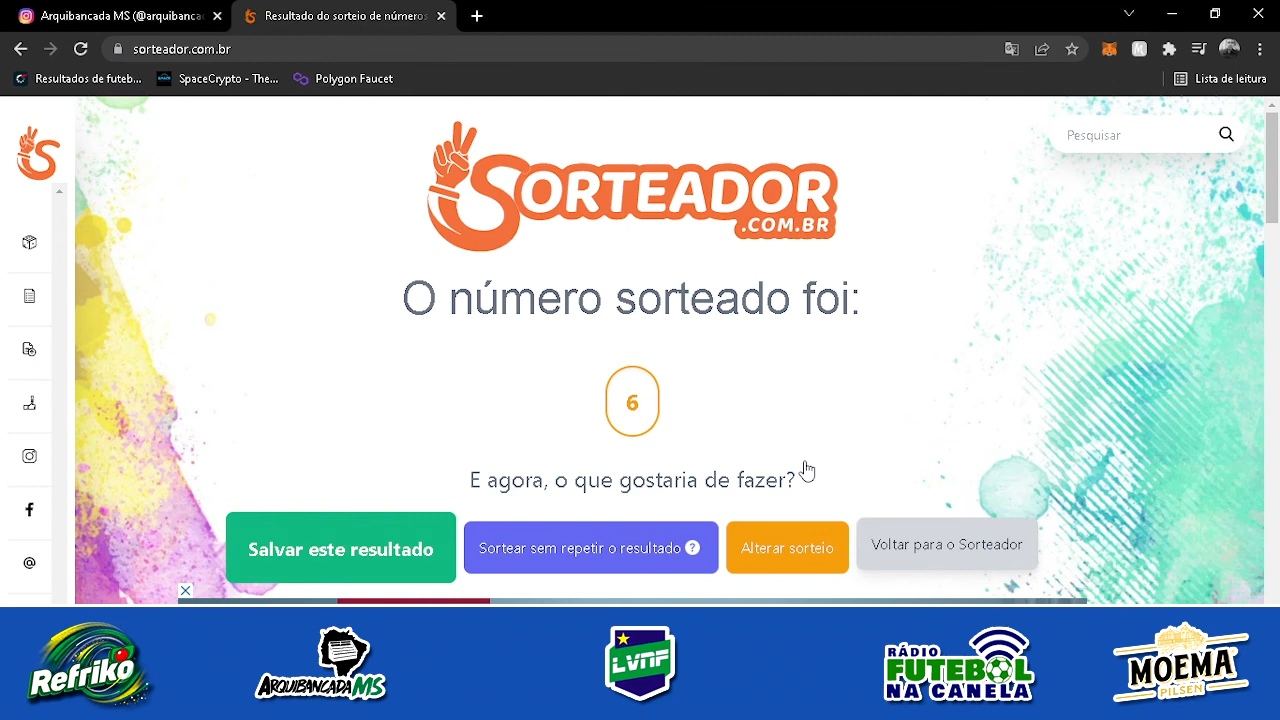 Arquibancada MS (@arquibanca
Resultado do sorteio de números
sorteador.com.br
Resultados de futeb...
SpaceCrypto - The...
Polygon Faucet
Lista de leitura
SORTEADOR
.COM.BR
Pesquisar
O número sorteado foi:
6
E agora, o que gostaria de fazer?
Salvar este resultado
Sortear sem repetir o resultado ?
Alterar sorteio
Voltar para o Sorteador
Refriko
ARQUIBANCADA MS
LVNF
RÁDIO
FUTEBOL
NA CANELA
MOEMA
PILSEN